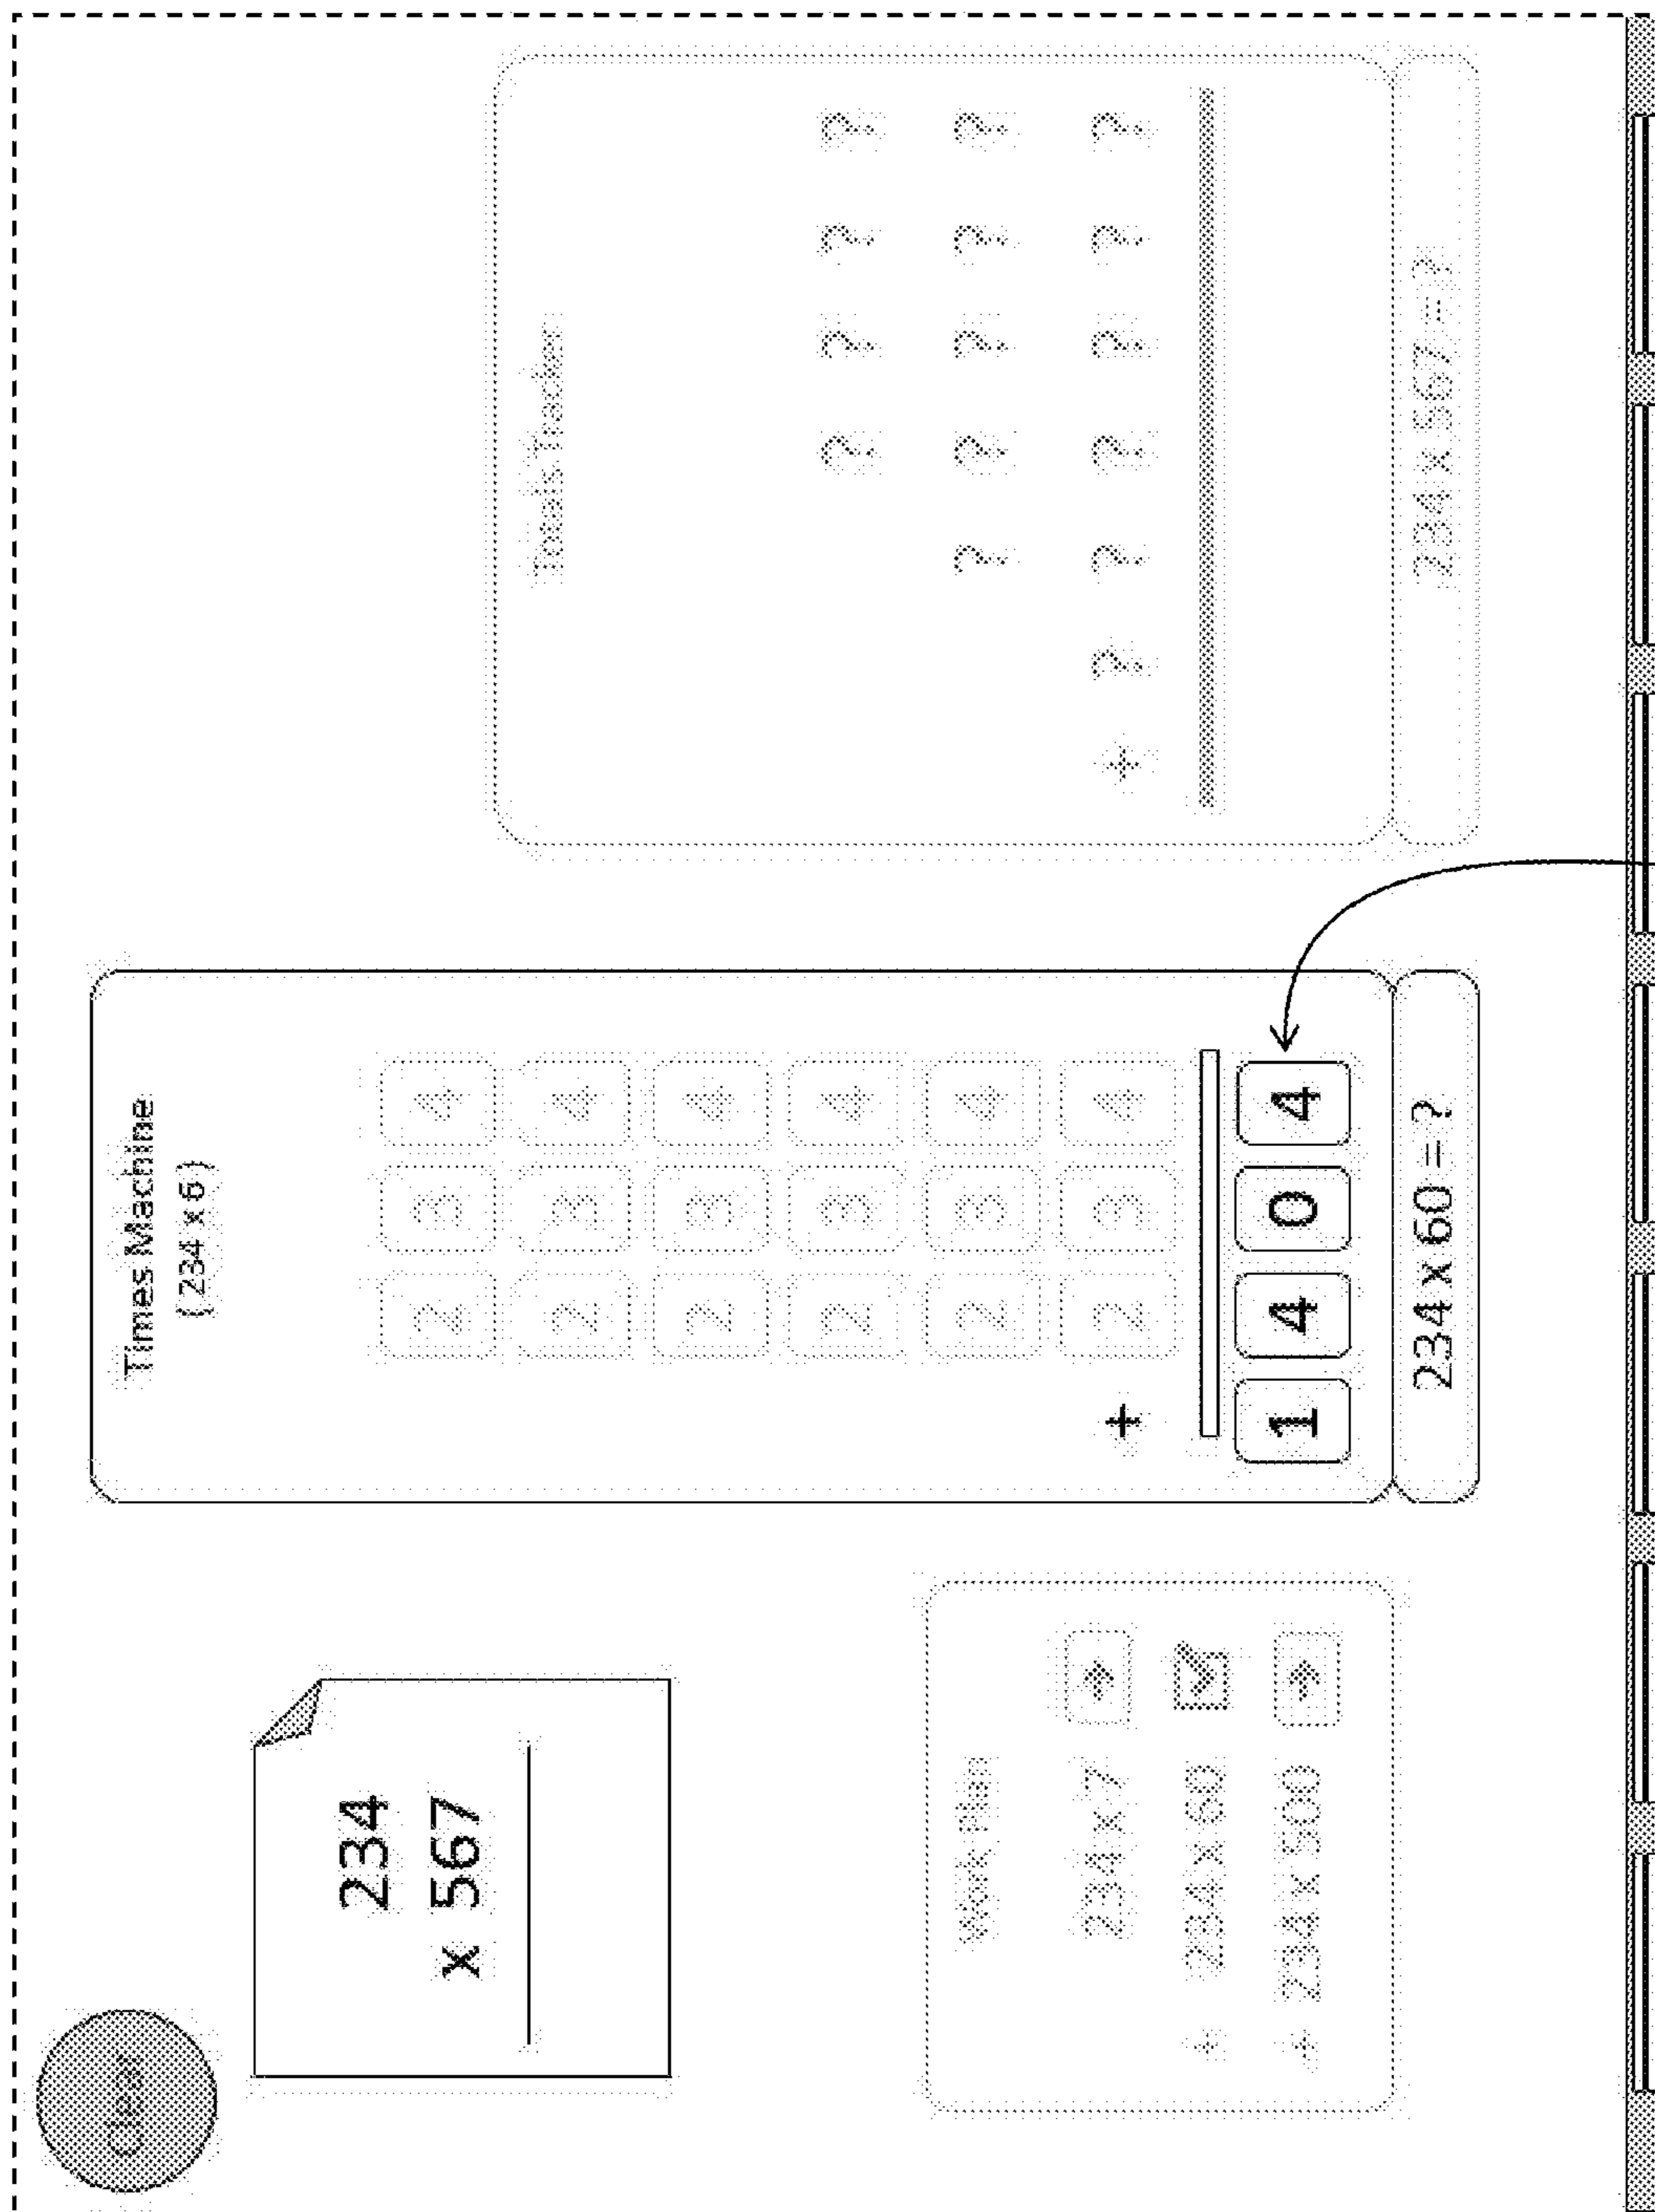 Clear
234
x 567
Work Plan
234 x 7
+ 234 x 60
+ 234 x 500
Times Machine
(234 x 6)
2 3 4
2 3 4
2 3 4
2 3 4
2 3 4
+ 2 3 4
1 4 0 4
234 x 60 = ?
Totals Tracker
? ? ? ?
? ? ? ? ?
+ ? ? ? ? ? ?
234 x 567 = ?